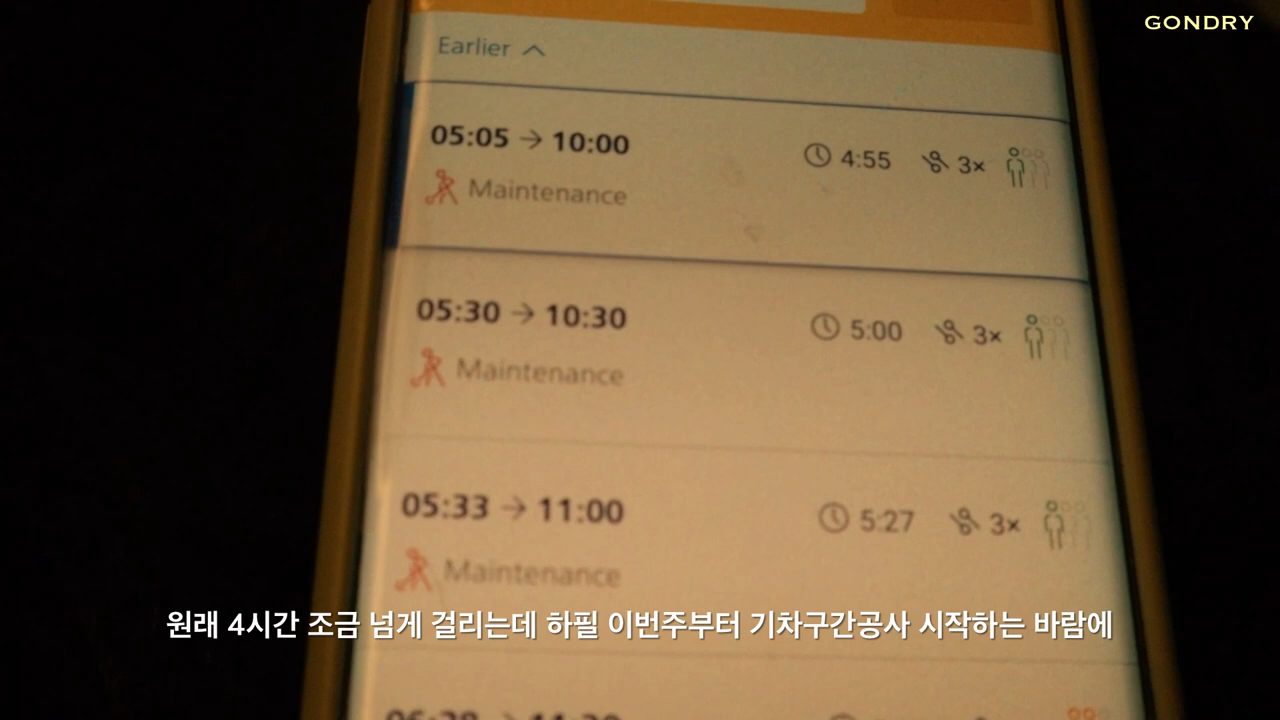 GONDRY
Earlier
05:05 → 10:00 4:55 3×
Maintenance
05:30 → 10:30 5:00 3×
Maintenance
05:33 → 11:00 5:27 3×
Maintenance
원래 4시간 조금 넘게 걸리는데 하필 이번주부터 기차구간공사 시작하는 바람에